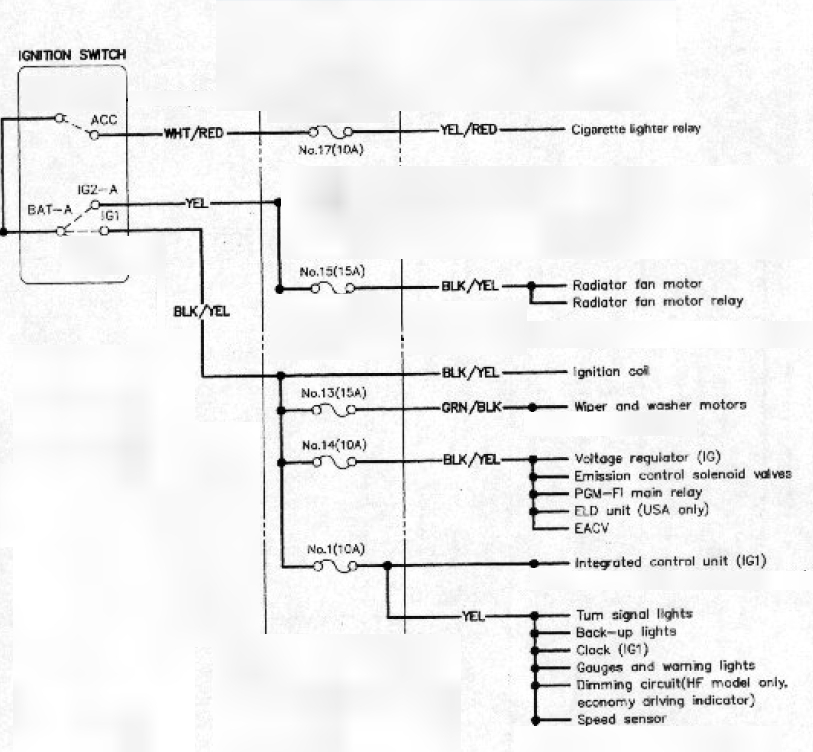 IGNITION SWITCH
ACC
WHT/RED
No.17(10A)
YEL/RED
Cigarette lighter relay
IG2-A
BAT-A
IG1
YEL
No.15(15A)
BLK/YEL
Radiator fan motor
Radiator fan motor relay
BLK/YEL
BLK/YEL
Ignition coil
No.13(15A)
GRN/BLK
Wiper and washer motors
No.14(10A)
BLK/YEL
Voltage regulator (IG)
Emission control solenoid valves
PGM-FI main relay
ELD unit (USA only)
EACV
No.1(10A)
Integrated control unit (IG1)
YEL
Turn signal lights
Back-up lights
Clock (IG1)
Gauges and warning lights
Dimming circuit(HF model only,
economy driving indicator)
Speed sensor